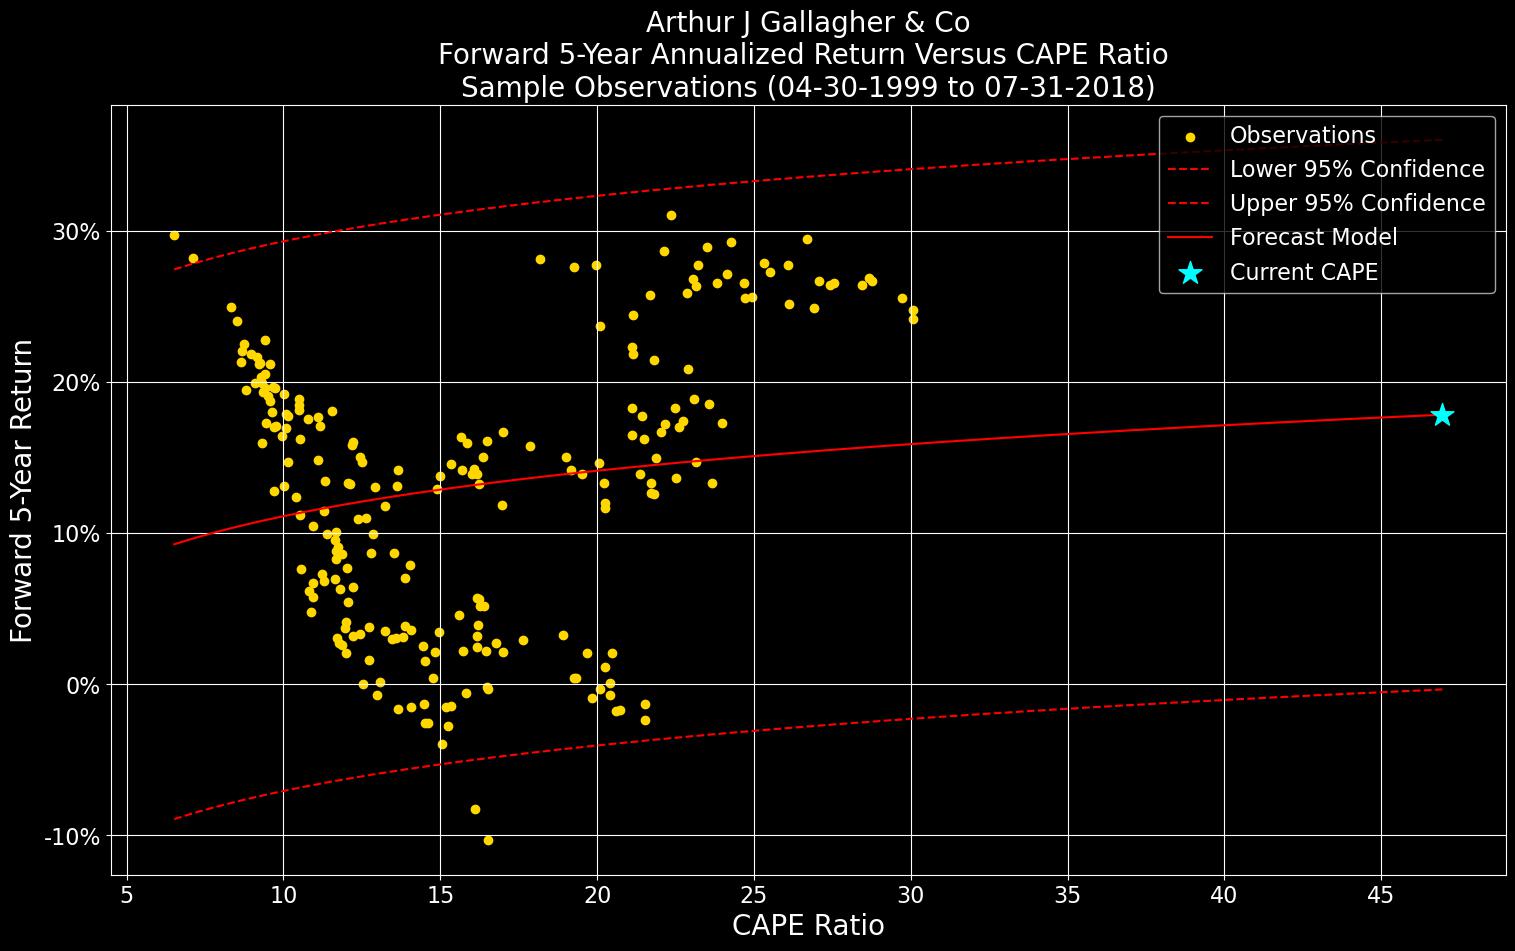 Arthur J Gallagher & Co
Forward 5-Year Annualized Return Versus CAPE Ratio
Sample Observations (04-30-1999 to 07-31-2018)
Observations
Lower 95% Confidence
Upper 95% Confidence
Forecast Model
Current CAPE
Forward 5-Year Return
30%
20%
10%
0%
-10%
5 10 15 20 25 30 35 40 45
CAPE Ratio